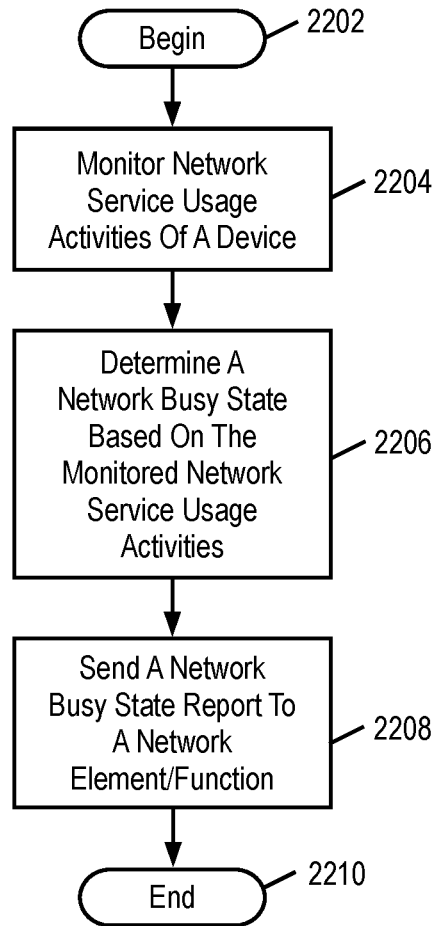 Begin
2202
Monitor Network
Service Usage
Activities Of A Device
2204
Determine A
Network Busy State
Based On The
Monitored Network
Service Usage
Activities
2206
Send A Network
Busy State Report To
A Network
Element/Function
2208
End
2210